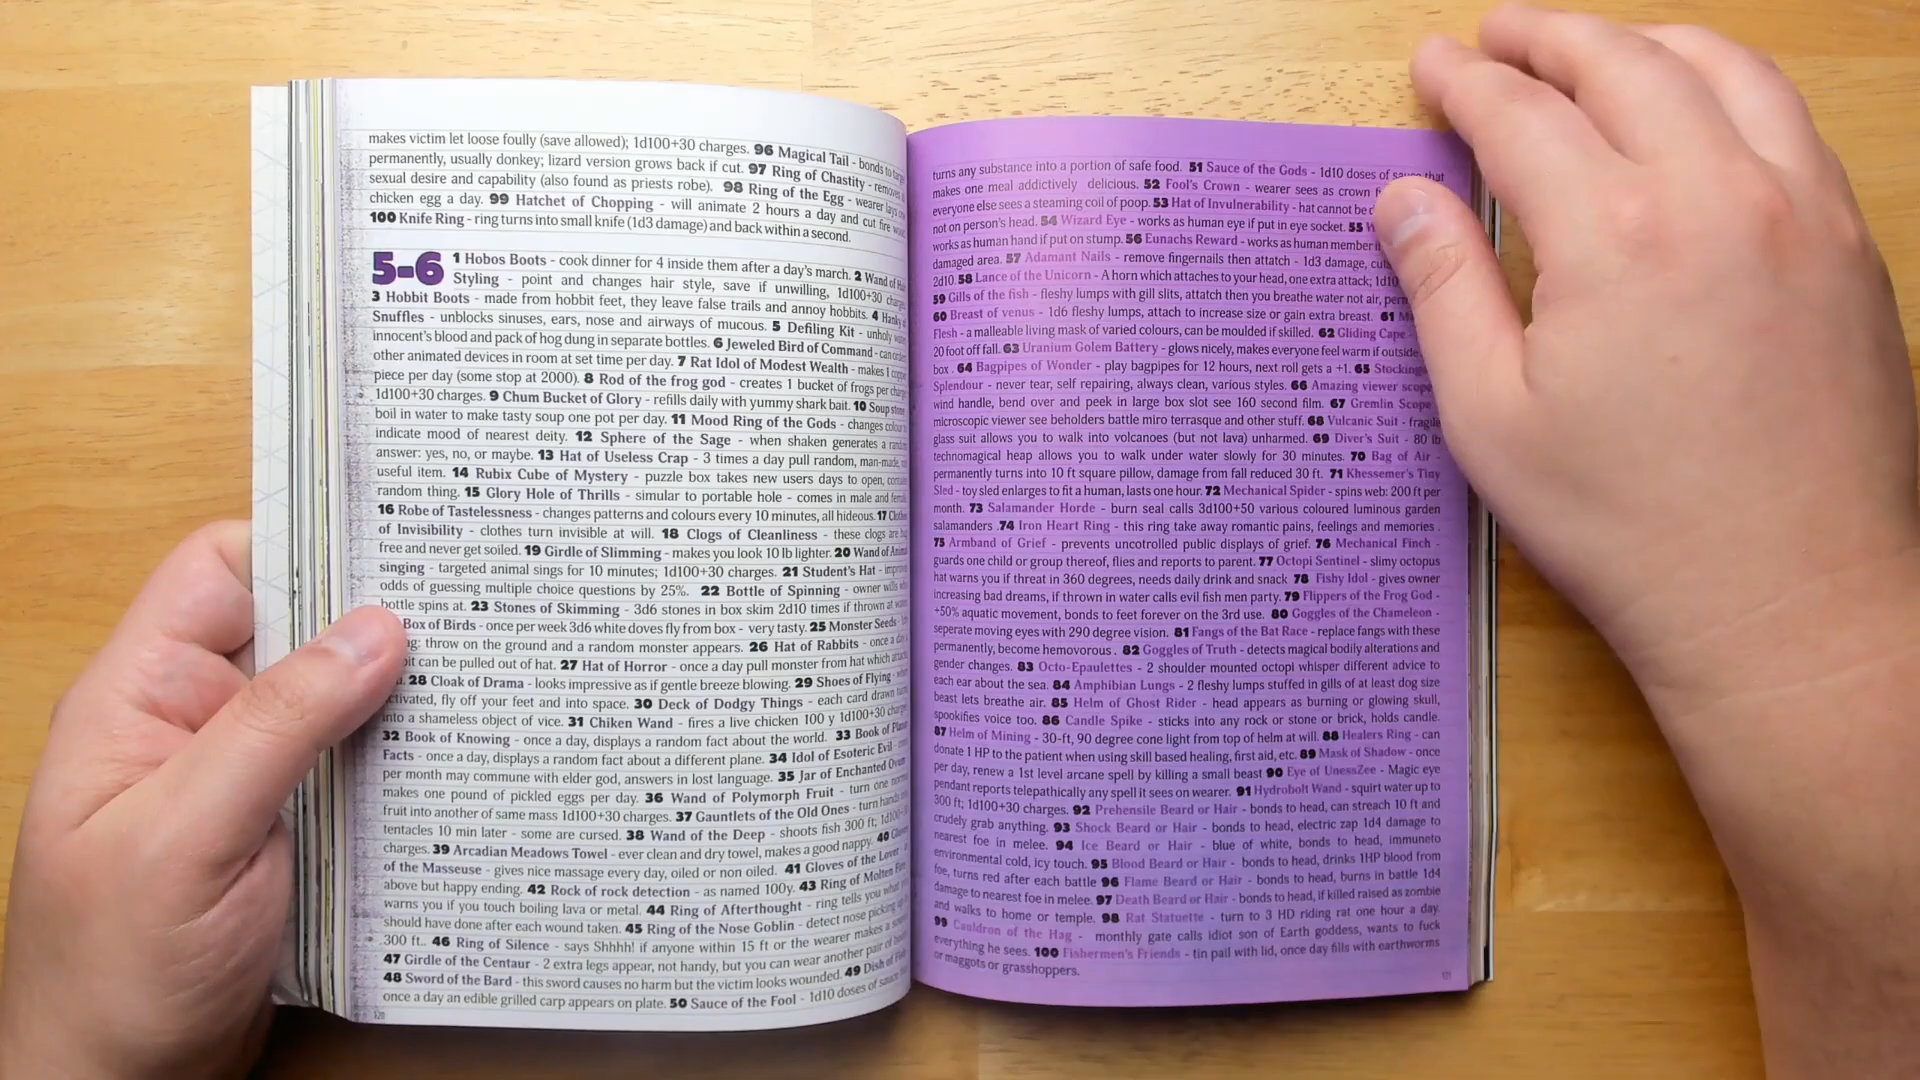 makes victim let loose foully (save allowed); 1d100+30 charges. 96 Magical Tail - bonds to
permanently, usually donkey; lizard version grows back if cut. 97 Ring of Chastity -
sexual desire and capability (also found as priests robe). 98 Ring of the Egg - wearer lays
chicken egg a day. 99 Hatchet of Chopping - will animate 2 hours a day and cut fire
100 Knife Ring - ring turns into small knife (1d3 damage) and back within a second.
5-6 1 Hobos Boots - cook dinner for 4 inside them after a day's march. 2 Wand of
Styling - point and changes hair style, save if unwilling, 1d100+30
3 Hobbit Boots - made from hobbit feet, they leave false trails and annoy hobbits. 4
Snuffles - unblocks sinuses, ears, nose and airways of mucous. 5 Defiling Kit - unholy
innocent's blood and pack of hog dung in separate bottles. 6 Jeweled Bird of Command - can
other animated devices in room at set time per day. 7 Rat Idol of Modest Wealth - makes 1
piece per day (some stop at 2000). 8 Rod of the frog god - creates 1 bucket of frogs per
1d100+30 charges. 9 Chum Bucket of Glory - refills daily with yummy shark bait. 10 Soup
boil in water to make tasty soup one pot per day. 11 Mood Ring of the Gods - changes
indicate mood of nearest deity. 12 Sphere of the Sage - when shaken generates a
answer: yes, no, or maybe. 13 Hat of Useless Crap - 3 times a day pull random, man-made,
useful item. 14 Rubix Cube of Mystery - puzzle box takes new users days to open,
random thing. 15 Glory Hole of Thrills - simular to portable hole - comes in male and
16 Robe of Tastelessness - changes patterns and colours every 10 minutes, all hideous. 17
of Invisibility - clothes turn invisible at will. 18 Clogs of Cleanliness - these clogs are
free and never get soiled. 19 Girdle of Slimming - makes you look 10 lb lighter. 20 Wand of
singing - targeted animal sings for 10 minutes; 1d100+30 charges. 21 Student's Hat -
odds of guessing multiple choice questions by 25%. 22 Bottle of Spinning - owner wills
bottle spins at. 23 Stones of Skimming - 3d6 stones in box skim 2d10 times if thrown at
Box of Birds - once per week 3d6 white doves fly from box - very tasty. 25 Monster Seeds -
throw on the ground and a random monster appears. 26 Hat of Rabbits - once a
can be pulled out of hat. 27 Hat of Horror - once a day pull monster from hat which
28 Cloak of Drama - looks impressive as if gentle breeze blowing. 29 Shoes of Flying -
activated, fly off your feet and into space. 30 Deck of Dodgy Things - each card drawn
into a shameless object of vice. 31 Chiken Wand - fires a live chicken 100 y 1d100+30
32 Book of Knowing - once a day, displays a random fact about the world. 33 Book of
Facts - once a day, displays a random fact about a different plane. 34 Idol of Esoteric Evil -
per month may commune with elder god, answers in lost language. 35 Jar of Enchanted
makes one pound of pickled eggs per day. 36 Wand of Polymorph Fruit - turn one
fruit into another of same mass 1d100+30 charges. 37 Gauntlets of the Old Ones - turn
tentacles 10 min later - some are cursed. 38 Wand of the Deep - shoots fish 300 ft;
charges. 39 Arcadian Meadows Towel - ever clean and dry towel, makes a good nappy. 40
of the Masseuse - gives nice massage every day, oiled or non oiled. 41 Gloves of the Lover -
above but happy ending. 42 Rock of rock detection - as named 100y. 43 Ring of Molten
warns you if you touch boiling lava or metal. 44 Ring of Afterthought - ring tells you what
should have done after each wound taken. 45 Ring of the Nose Goblin - detect nose picking
300 ft.. 46 Ring of Silence - says Shhhh! if anyone within 15 ft or the wearer makes a
47 Girdle of the Centaur - 2 extra legs appear, not handy, but you can wear another pair of
48 Sword of the Bard - this sword causes no harm but the victim looks wounded. 49 Dish of
once a day an edible grilled carp appears on plate. 50 Sauce of the Fool - 1d10 doses of
120
turns any substance into a portion of safe food. 51 Sauce of the Gods - 1d10 doses of sauce that
makes one meal addictively delicious. 52 Fool's Crown - wearer sees as crown
everyone else sees a steaming coil of poop. 53 Hat of Invulnerability - hat cannot be
not on person's head. 54 Wizard Eye - works as human eye if put in eye socket. 55
works as human hand if put on stump. 56 Eunachs Reward - works as human member
damaged area. 57 Adamant Nails - remove fingernails then attatch - 1d3 damage,
2d10. 58 Lance of the Unicorn - A horn which attaches to your head, one extra attack;
59 Gills of the fish - fleshy lumps with gill slits, attatch then you breathe water not air,
60 Breast of venus - 1d6 fleshy lumps, attach to increase size or gain extra breast. 61
Flesh - a malleable living mask of varied colours, can be moulded if skilled. 62 Gliding Cape -
20 foot off fall. 63 Uranium Golem Battery - glows nicely, makes everyone feel warm if outside
box. 64 Bagpipes of Wonder - play bagpipes for 12 hours, next roll gets a +1. 65
Splendour - never tear, self repairing, always clean, various styles. 66 Amazing viewer scope
wind handle, bend over and peek in large box slot see 160 second film. 67 Gremlin Scope
microscopic viewer see beholders battle miro terrasque and other stuff. 68 Vulcanic Suit - fragile
glass suit allows you to walk into volcanoes (but not lava) unharmed. 69 Diver's Suit - 80 lb
technomagical heap allows you to walk under water slowly for 30 minutes. 70 Bag of Air -
permanently turns into 10 ft square pillow, damage from fall reduced 30 ft. 71 Khessemer's Tiny
Sled - toy sled enlarges to fit a human, lasts one hour. 72 Mechanical Spider - spins web: 200 ft per
month. 73 Salamander Horde - burn seal calls 3d100+50 various coloured luminous garden
salamanders .74 Iron Heart Ring - this ring take away romantic pains, feelings and memories .
75 Armband of Grief - prevents uncotrolled public displays of grief. 76 Mechanical Finch -
guards one child or group thereof, flies and reports to parent. 77 Octopi Sentinel - slimy octopus
hat warns you if threat in 360 degrees, needs daily drink and snack 78 Fishy Idol - gives owner
increasing bad dreams, if thrown in water calls evil fish men party. 79 Flippers of the Frog God -
+50% aquatic movement, bonds to feet forever on the 3rd use. 80 Goggles of the Chameleon -
seperate moving eyes with 290 degree vision. 81 Fangs of the Bat Race - replace fangs with these
permanently, become hemovorous. 82 Goggles of Truth - detects magical bodily alterations and
gender changes. 83 Octo-Epaulettes - 2 shoulder mounted octopi whisper different advice to
each ear about the sea. 84 Amphibian Lungs - 2 fleshy lumps stuffed in gills of at least dog size
beast lets breathe air. 85 Helm of Ghost Rider - head appears as burning or glowing skull,
spookifies voice too. 86 Candle Spike - sticks into any rock or stone or brick, holds candle.
87 Helm of Mining - 30-ft, 90 degree cone light from top of helm at will. 88 Healers Ring - can
donate 1 HP to the patient when using skill based healing, first aid, etc. 89 Mask of Shadow - once
per day, renew a 1st level arcane spell by killing a small beast 90 Eye of UnessZee - Magic eye
pendant reports telepathically any spell it sees on wearer. 91 Hydrobolt Wand - squirt water up to
300 ft; 1d100+30 charges. 92 Prehensile Beard or Hair - bonds to head, can streach 10 ft and
crudely grab anything. 93 Shock Beard or Hair - bonds to head, electric zap 1d4 damage to
nearest foe in melee. 94 Ice Beard or Hair - blue of white, bonds to head, immuneto
environmental cold, icy touch. 95 Blood Beard or Hair - bonds to head, drinks 1HP blood from
foe, turns red after each battle 96 Flame Beard or Hair - bonds to head, burns in battle 1d4
damage to nearest foe in melee. 97 Death Beard or Hair - bonds to head, if killed raised as zombie
and walks to home or temple. 98 Rat Statuette - turn to 3 HD riding rat one hour a day.
99 Cauldron of the Hag - monthly gate calls idiot son of Earth goddess, wants to fuck
everything he sees. 100 Fishermen's Friends - tin pail with lid, once day fills with earthworms
or maggots or grasshoppers.
121